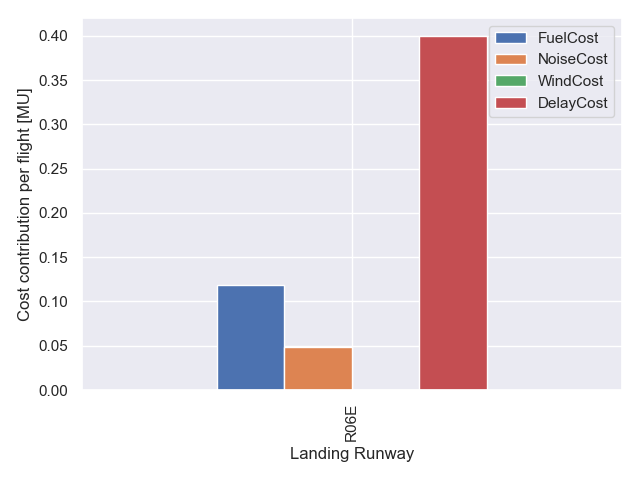 0.40
0.35
0.30
0.25
0.20
0.15
0.10
0.05
0.00
Cost contribution per flight [MU]
FuelCost
NoiseCost
WindCost
DelayCost
R06E
Landing Runway